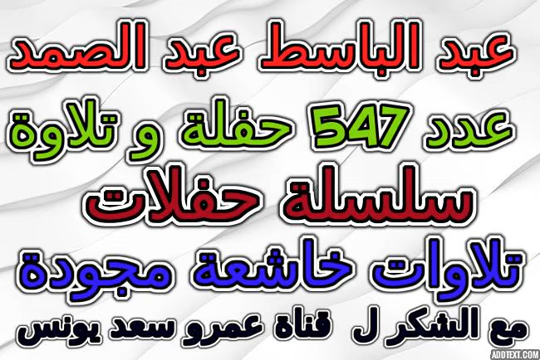 عبد الباسط عبد الصمد
عدد 547 حفلة و تلاوة
سلسلة حفلات
تلاوات خاشعة مجودة
مع الشكر ل قناة عمرو سعد يونس
ADDTEXT.COM